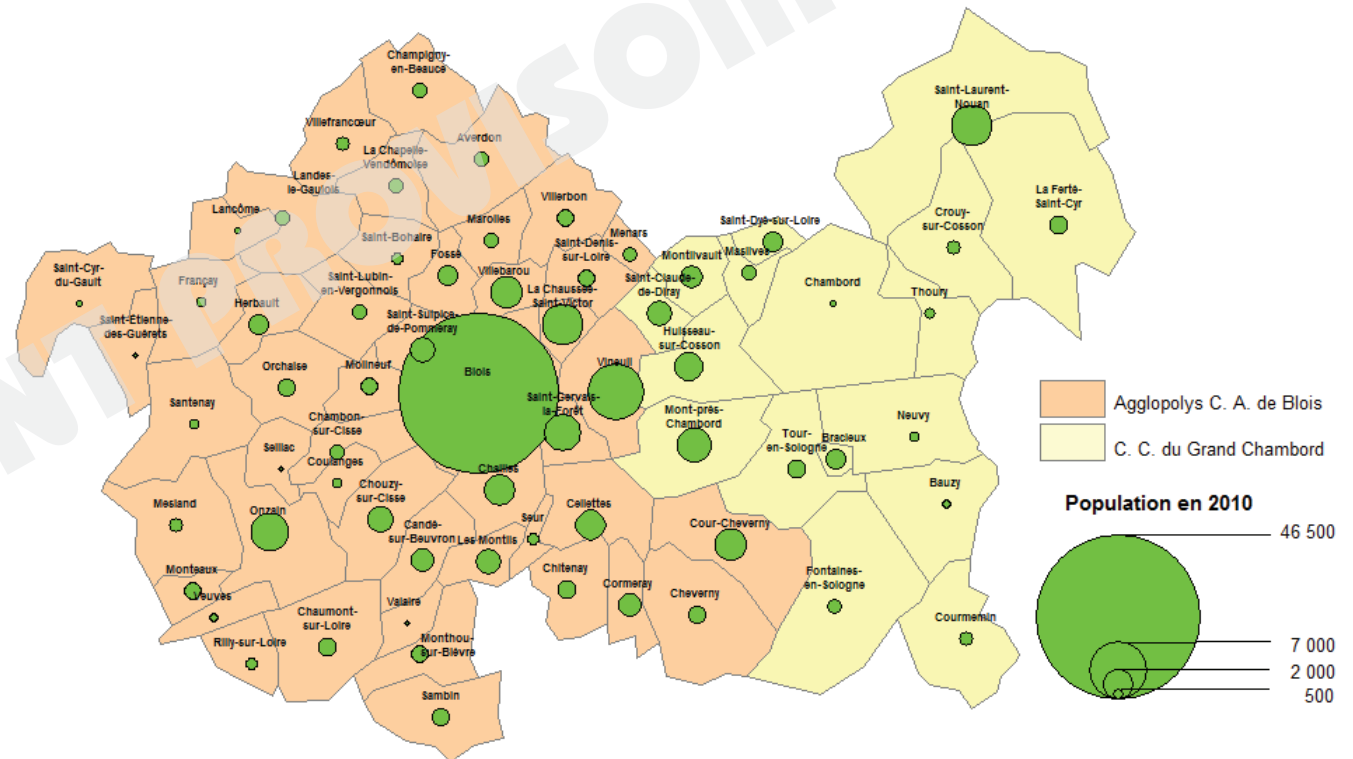 NT PROVISOIR
Champigny-
en-Beauce
Villefrancœur
La Chapelle-
Vendômoise
Averdon
Landes-
le-Gaulois
Lancôme
Villerbon
Marolles
Saint-Bohaire
Fossé
Villebarou
Saint-Denis-
sur-Loire
Menars
Saint-Cyr-
du-Gault
Françay
Herbault
Saint-Lubin-
en-Vergonnois
La Chaussée-
Saint-Victor
Saint-Étienne-
des-Guérets
Saint-Sulpice-
de-Pommeray
Orchaise
Molineuf
Blois
Vineuil
Saint-Gervais-
la-Forêt
Santenay
Chambon-
sur-Cisse
Seillac
Coulanges
Chouzy-
sur-Cisse
Chailles
Mesland
Onzain
Candé-
sur-Beuvron
Les Montils
Seur
Cellettes
Cour-Cheverny
Monteaux
Veuves
Chaumont-
sur-Loire
Valaire
Chitenay
Cormeray
Cheverny
Rilly-sur-Loire
Monthou-
sur-Bièvre
Sambin
Saint-Laurent-
Nouan
La Ferté-
Saint-Cyr
Crouy-
sur-Cosson
Saint-Dyé-sur-Loire
Montlivault
Maslives
Saint-Claude-
de-Diray
Chambord
Thoury
Huisseau-
sur-Cosson
Mont-près-
Chambord
Tour-
en-Sologne
Bracieux
Neuvy
Bauzy
Fontaines-
en-Sologne
Courmemin
Agglopolys C. A. de Blois
C. C. du Grand Chambord
Population en 2010
46 500
7 000
2 000
500